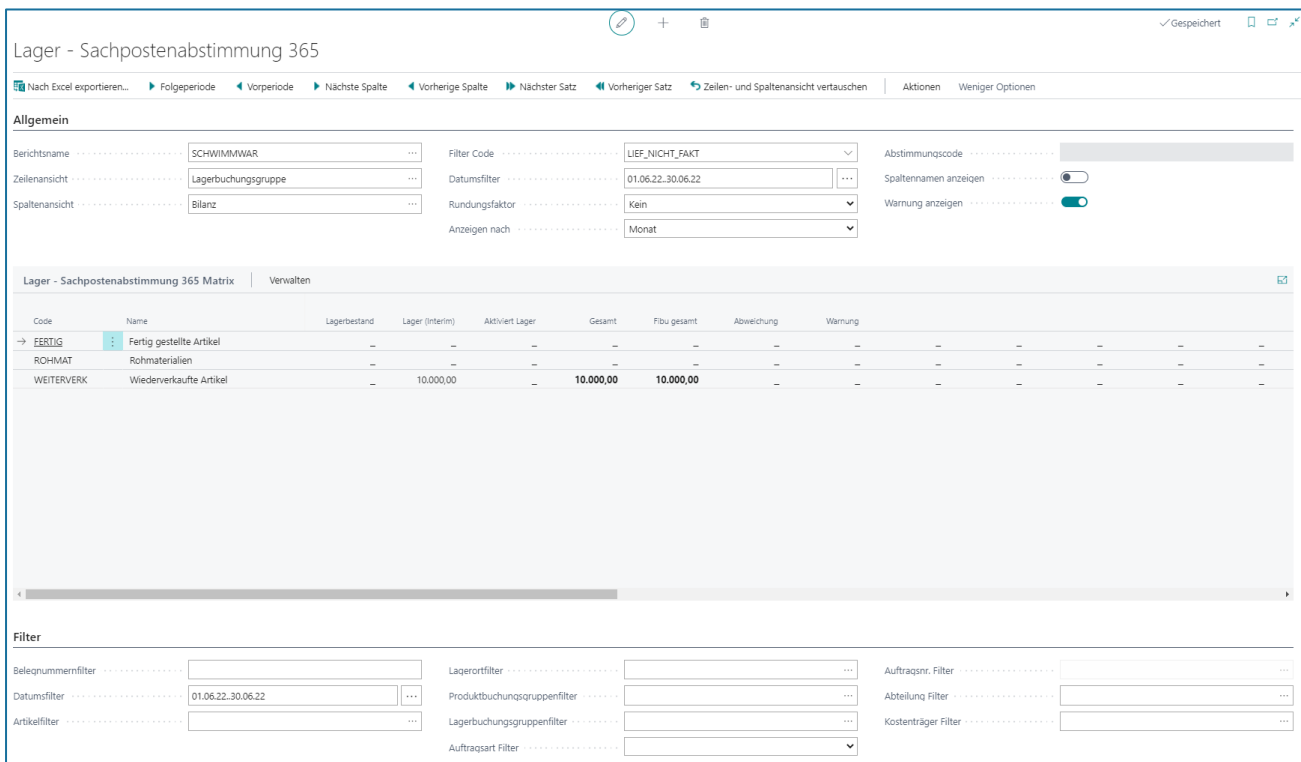 Gespeichert
Lager - Sachpostenabstimmung 365
Nach Excel exportieren... Folgeperiode Vorperiode Nächste Spalte Vorherige Spalte Nächster Satz Vorheriger Satz Zeilen- und Spaltenansicht vertauschen Aktionen Weniger Optionen
Allgemein
Berichtsname SCHWIMMWAR ... Filter Code LIEF_NICHT_FAKT Abstimmungscode
Zeilenansicht Lagerbuchungsgruppe ... Datumsfilter 01.06.22..30.06.22 ... Spaltennamen anzeigen
Spaltenansicht Bilanz ... Rundungsfaktor Kein Warnung anzeigen
Anzeigen nach Monat
Lager - Sachpostenabstimmung 365 Matrix Verwalten
Code Name Lagerbestand Lager (Interim) Aktiviert Lager Gesamt Fibu gesamt Abweichung Warnung
→ FERTIG Fertig gestellte Artikel _ _ _ _ _ _ _ _ _ _ _ _
ROHMAT Rohmaterialien _ _ _ _ _ _ _ _ _ _ _ _
WEITERVERK Wiederverkaufte Artikel _ 10.000,00 _ 10.000,00 10.000,00 _ _ _ _ _ _ _
Filter
Belegnummernfilter Lagerortfilter ... Auftragsnr. Filter ...
Datumsfilter 01.06.22..30.06.22 ... Produktbuchungsgruppenfilter ... Abteilung Filter ...
Artikelfilter ... Lagerbuchungsgruppenfilter ... Kostenträger Filter ...
Auftragsart Filter